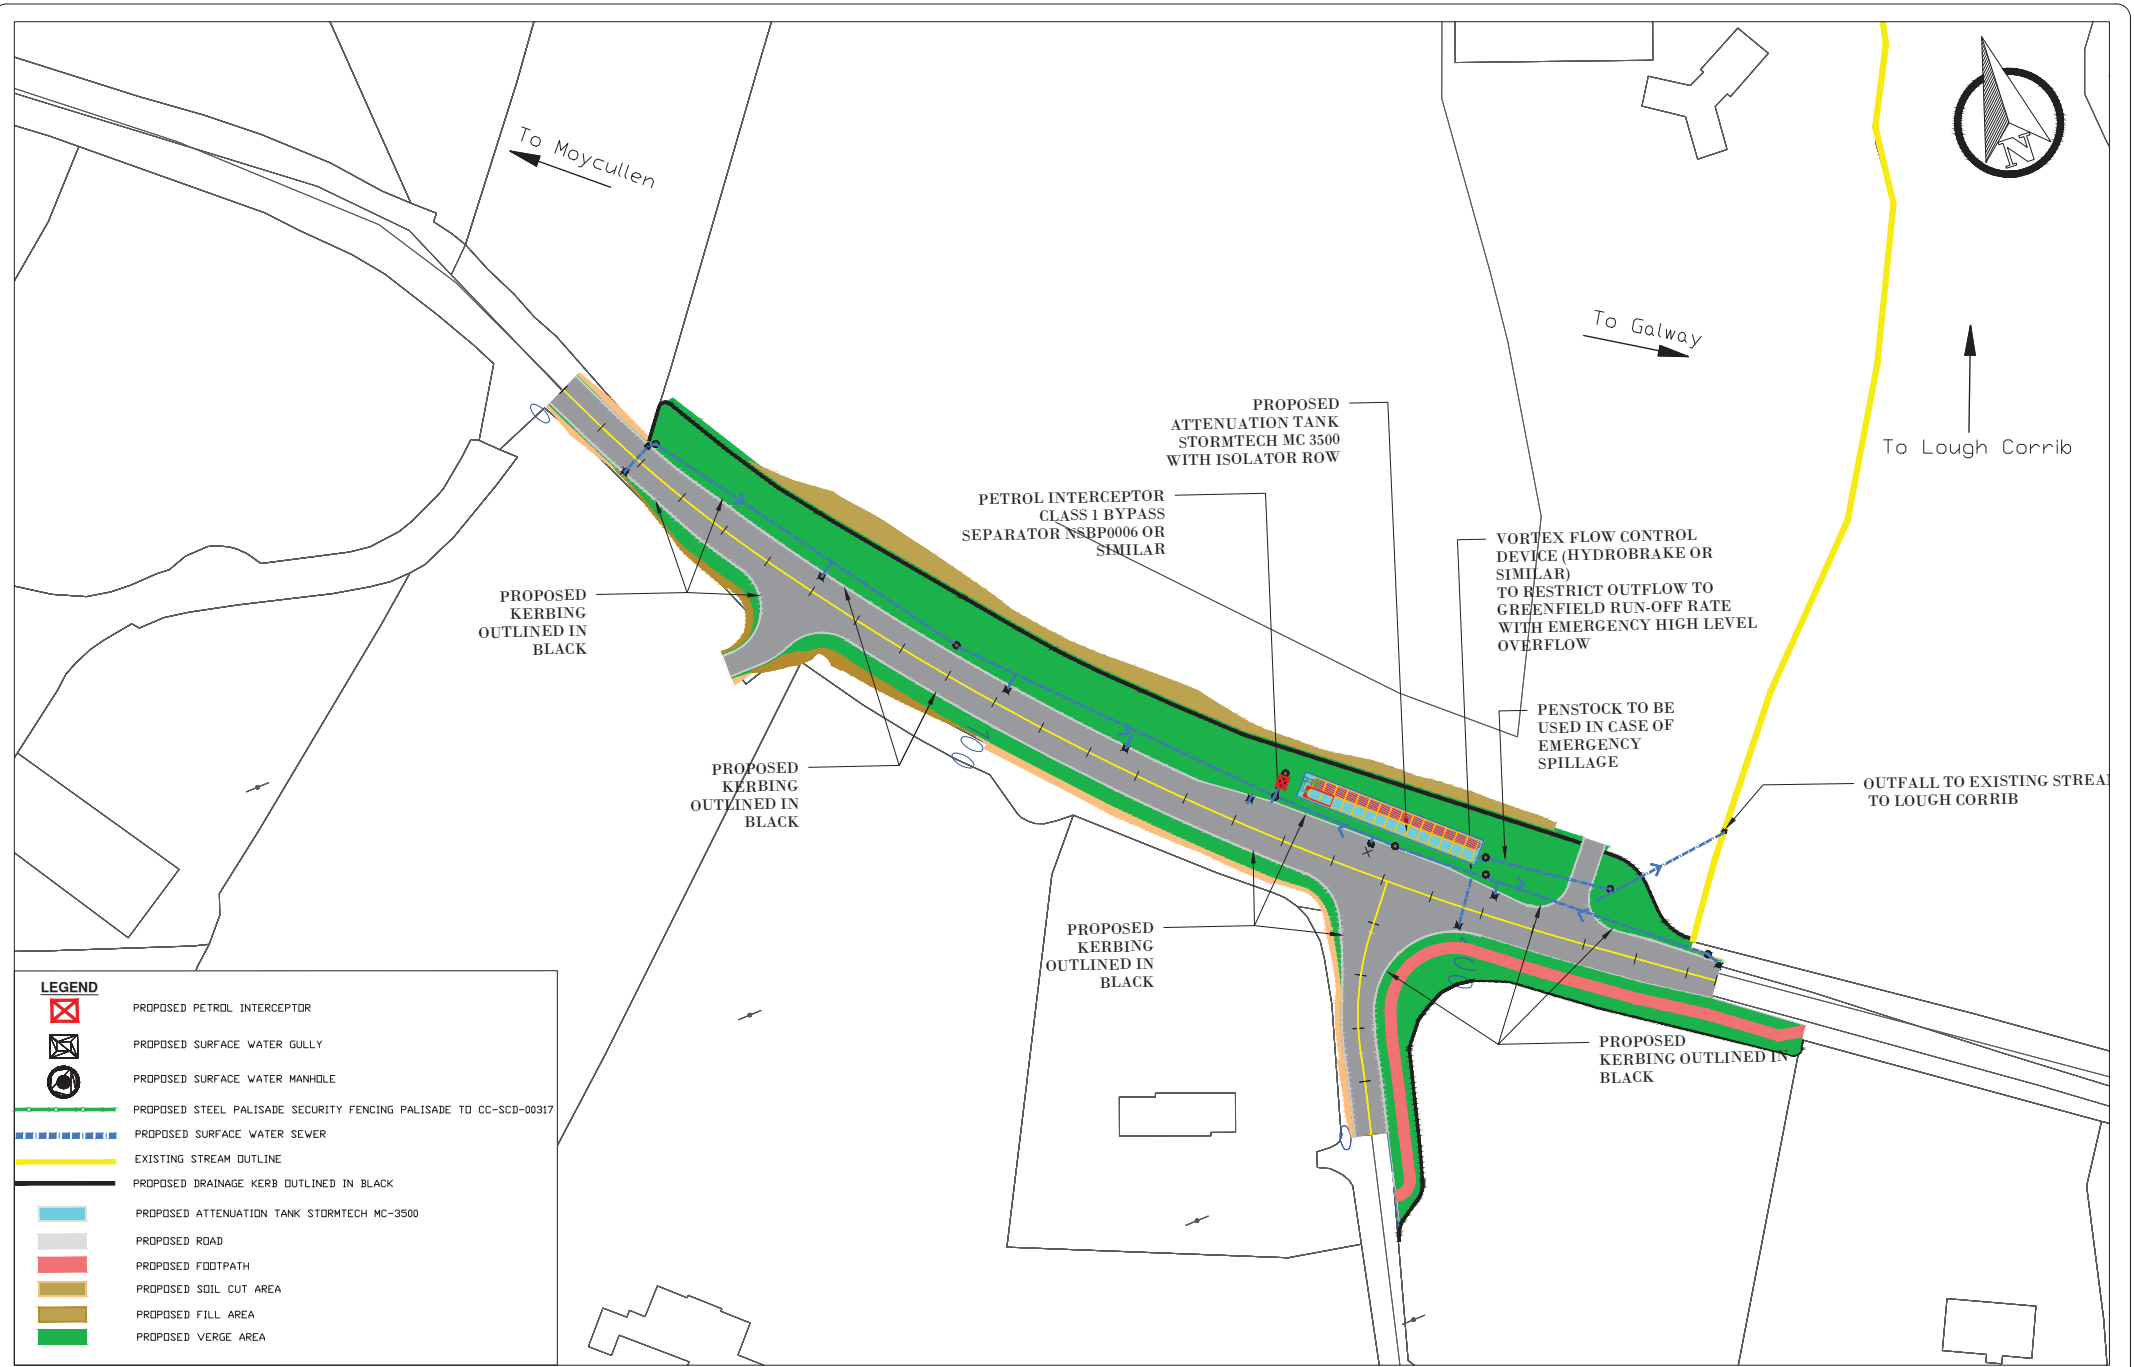 To Moycullen
N
To Galway
To Lough Corrib
PROPOSED
ATTENUATION TANK
STORMTECH MC 3500
WITH ISOLATOR ROW
PETROL INTERCEPTOR
CLASS 1 BYPASS
SEPARATOR NSBP0006 OR
SIMILAR
VORTEX FLOW CONTROL
DEVICE (HYDROBRAKE OR
SIMILAR)
TO RESTRICT OUTFLOW TO
GREENFIELD RUN-OFF RATE
WITH EMERGENCY HIGH LEVEL
OVERFLOW
PROPOSED
KERBING
OUTLINED IN
BLACK
PENSTOCK TO BE
USED IN CASE OF
EMERGENCY
SPILLAGE
PROPOSED
KERBING
OUTLINED IN
BLACK
OUTFALL TO EXISTING STREA
TO LOUGH CORRIB
PROPOSED
KERBING
OUTLINED IN
BLACK
PROPOSED
KERBING OUTLINED IN
BLACK
0
100
0
LEGEND
PROPOSED PETROL INTERCEPTOR
PROPOSED SURFACE WATER GULLY
PROPOSED SURFACE WATER MANHOLE
PROPOSED STEEL PALISADE SECURITY FENCING PALISADE TO CC-SCD-00317
PROPOSED SURFACE WATER SEWER
EXISTING STREAM OUTLINE
PROPOSED DRAINAGE KERB OUTLINED IN BLACK
PROPOSED ATTENUATION TANK STORMTECH MC-3500
PROPOSED ROAD
PROPOSED FOOTPATH
PROPOSED SOIL CUT AREA
PROPOSED FILL AREA
PROPOSED VERGE AREA